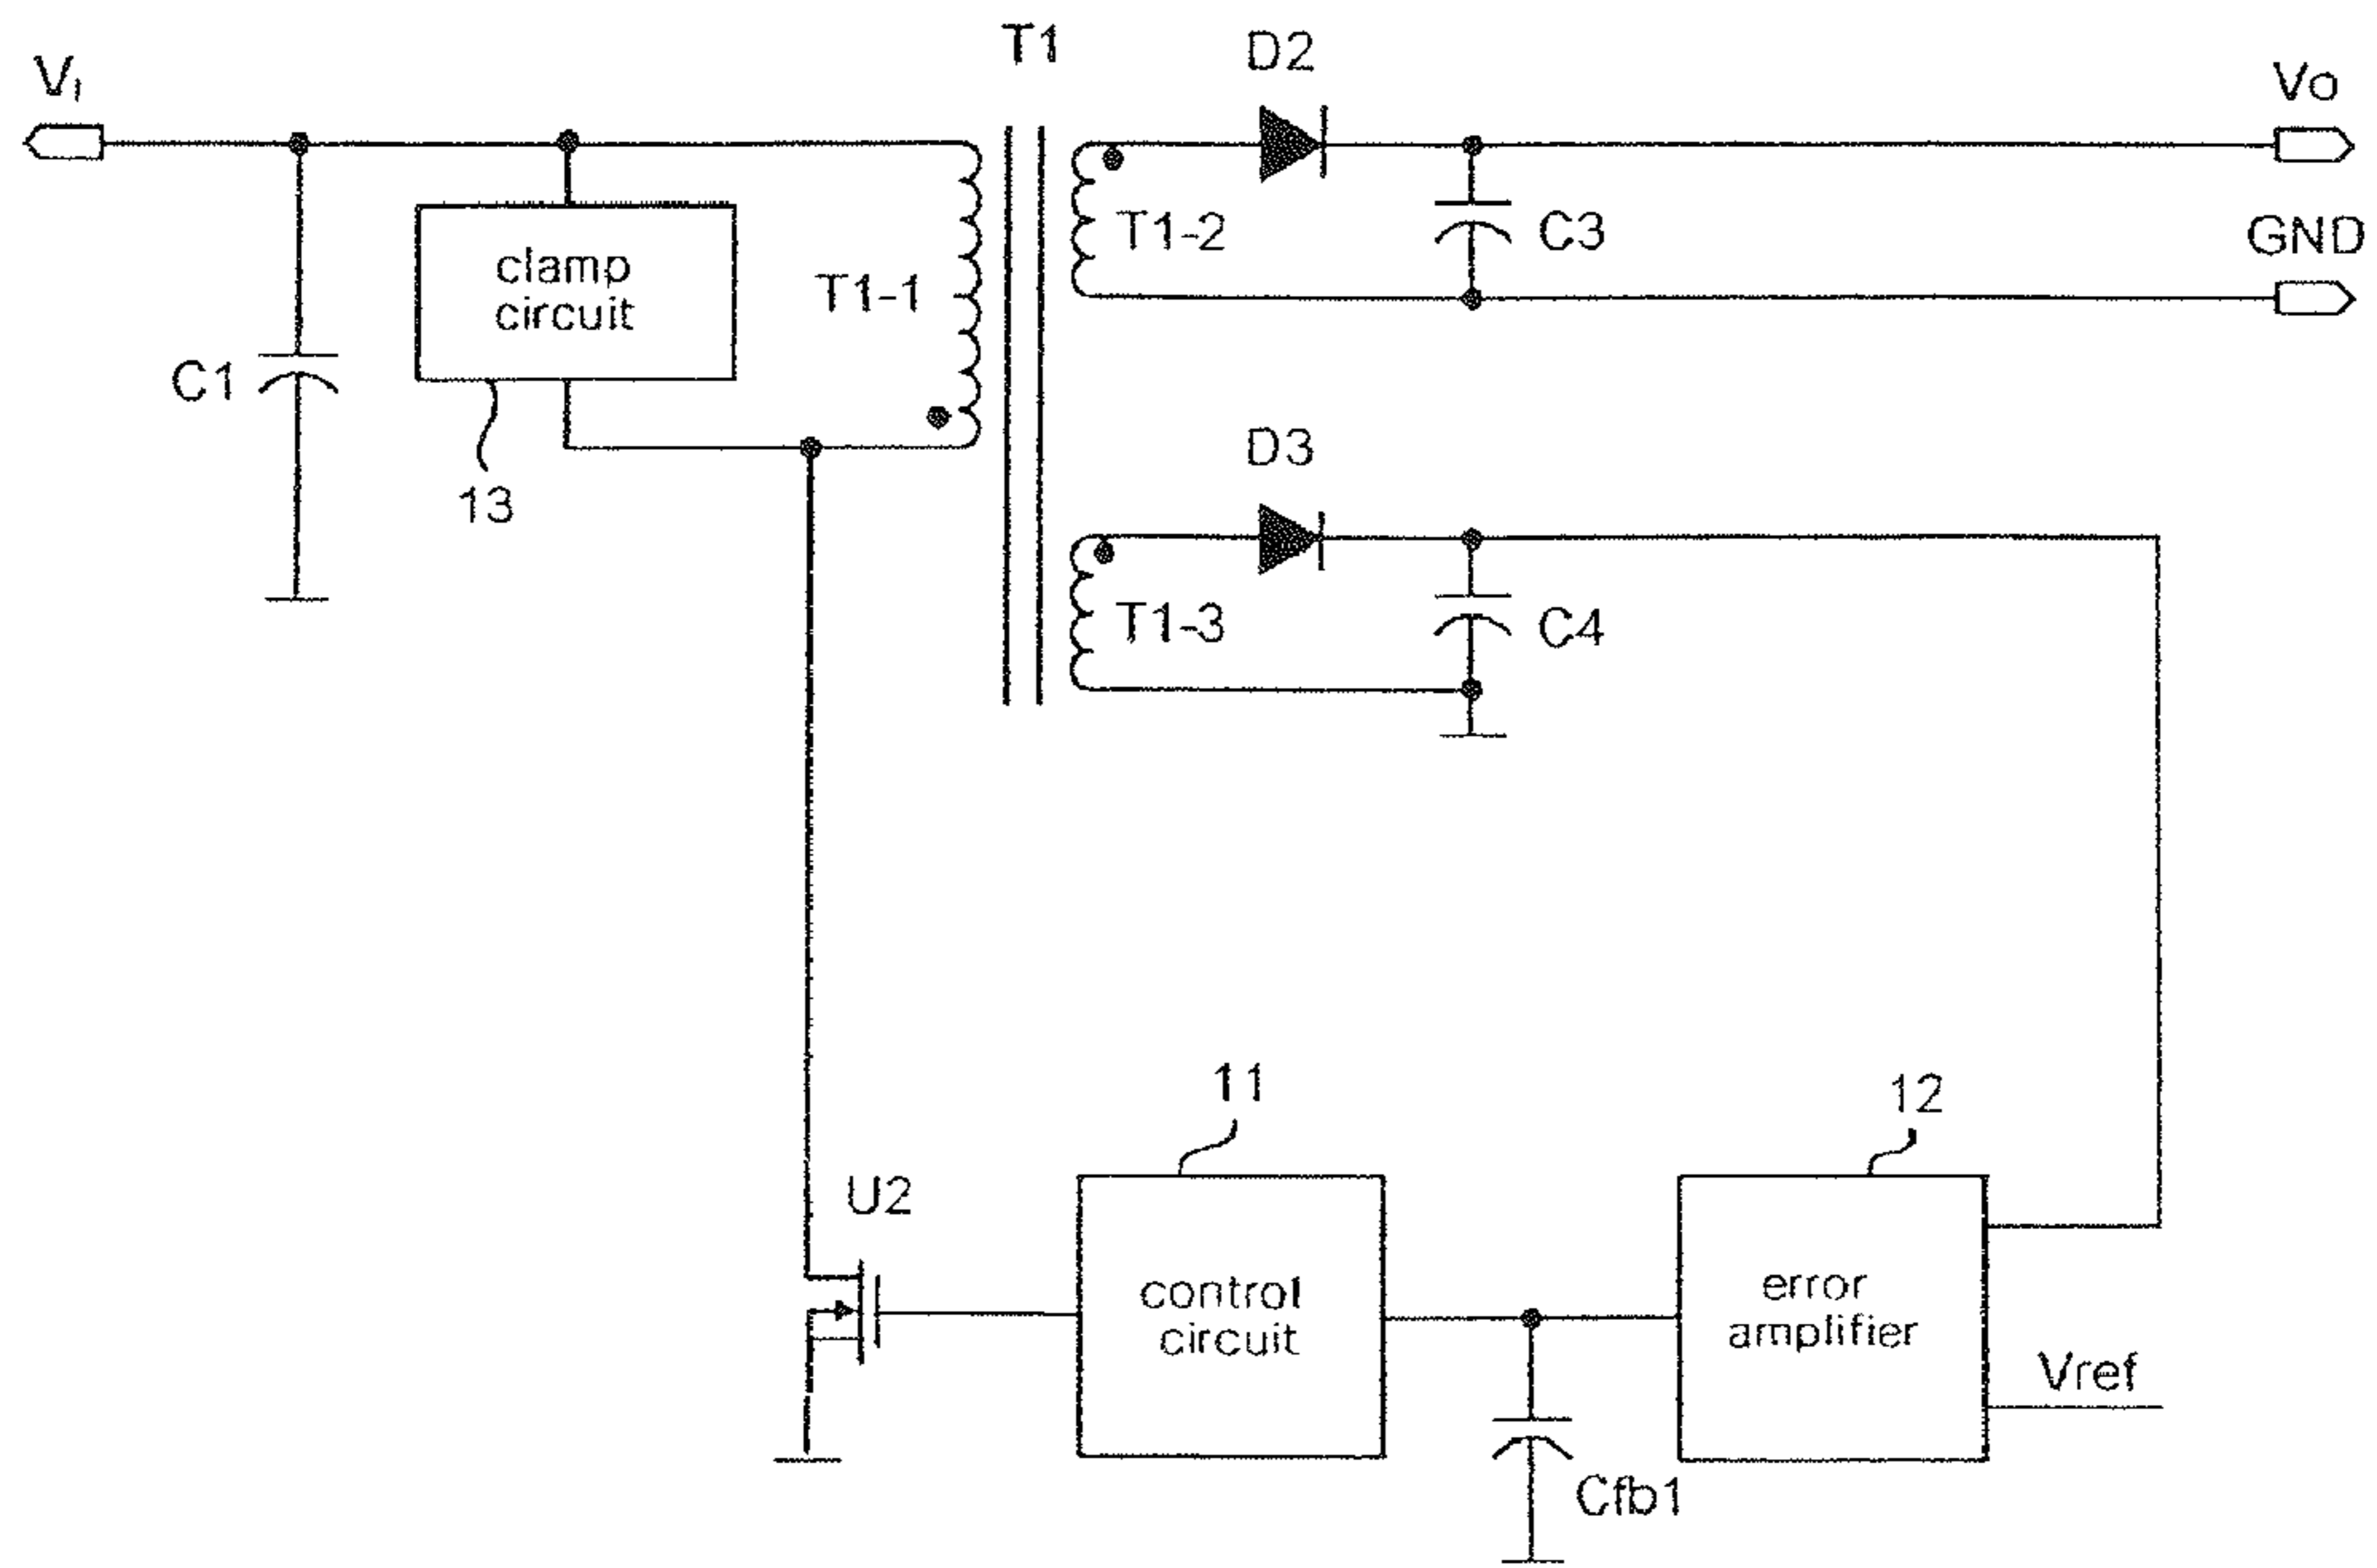 T1
D2
VI
Vo
clamp
circuit
T1-1
T1-2
C3
GND
C1
13
D3
T1-3
C4
11
12
U2
control
circuit
error
amplifier
Vref
Cfb1